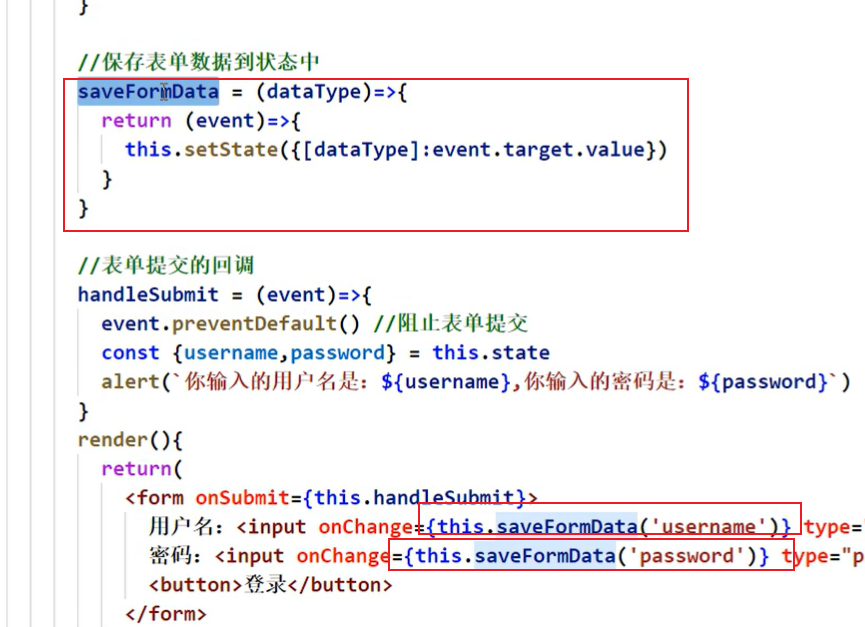 }
//保存表单数据到状态中
saveFormData = (dataType)=>{
return (event)=>{
this.setState({[dataType]:event.target.value})
}
}
//表单提交的回调
handleSubmit = (event)=>{
event.preventDefault() //阻止表单提交
const {username,password} = this.state
alert(`你输入的用户名是：${username},你输入的密码是：${password}`)
}
render(){
return(
<form onSubmit={this.handleSubmit}>
用户名：<input onChange={this.saveFormData('username')} type=
密码：<input onChange={this.saveFormData('password')} type="p
<button>登录</button>
</form>